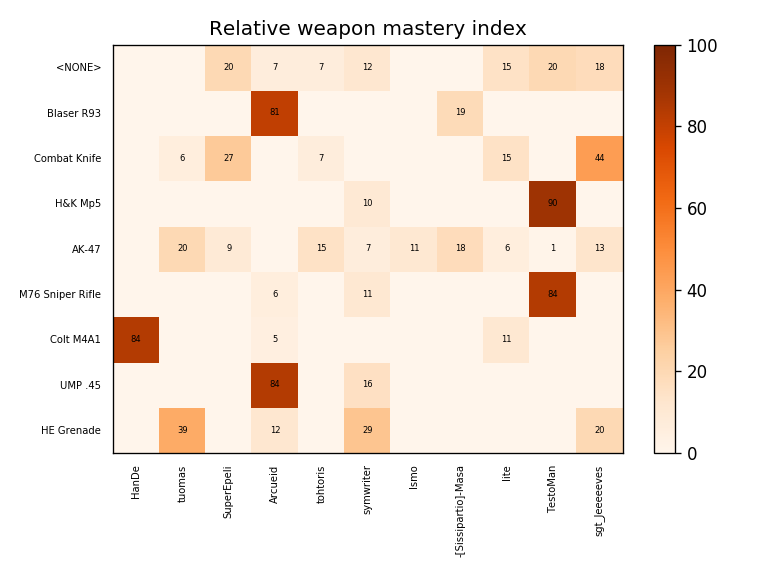 Relative weapon mastery index
<NONE> 20 7 7 12 15 20 18
Blaser R93 81 19
Combat Knife 6 27 7 15 44
H&K Mp5 10 90
AK-47 20 9 15 7 11 18 6 1 13
M76 Sniper Rifle 6 11 84
Colt M4A1 84 5 11
UMP .45 84 16
HE Grenade 39 12 29 20
HanDe
tuomas
SuperEpeli
Arcueid
tohtoris
symwriter
Ismo
-[Sissipartio]-Masa
lite
TestoMan
sgt_Jeeeeeves
100
80
60
40
20
0